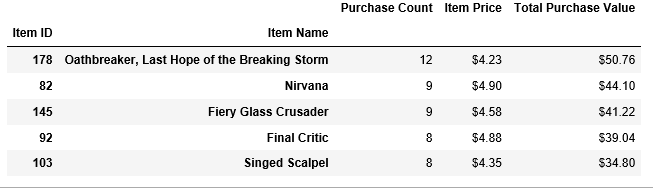 Purchase Count Item Price Total Purchase Value
Item ID Item Name
178 Oathbreaker, Last Hope of the Breaking Storm 12 $4.23 $50.76
82 Nirvana 9 $4.90 $44.10
145 Fiery Glass Crusader 9 $4.58 $41.22
92 Final Critic 8 $4.88 $39.04
103 Singed Scalpel 8 $4.35 $34.80